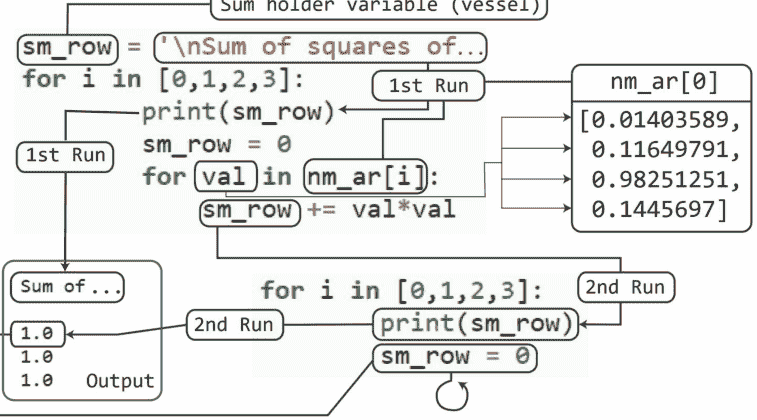 Sum holder variable (vessel)
sm_row = '\nSum of squares of...
for i in [0,1,2,3]:
1st Run
nm_ar[0]
print(sm_row)
[0.01403589,
1st Run
sm_row = 0
0.11649791,
for val in nm_ar[i]:
0.98251251,
sm_row += val*val
0.1445697]
Sum of...
for i in [0,1,2,3]:
2nd Run
1.0
2nd Run
print(sm_row)
1.0
sm_row = 0
1.0
Output